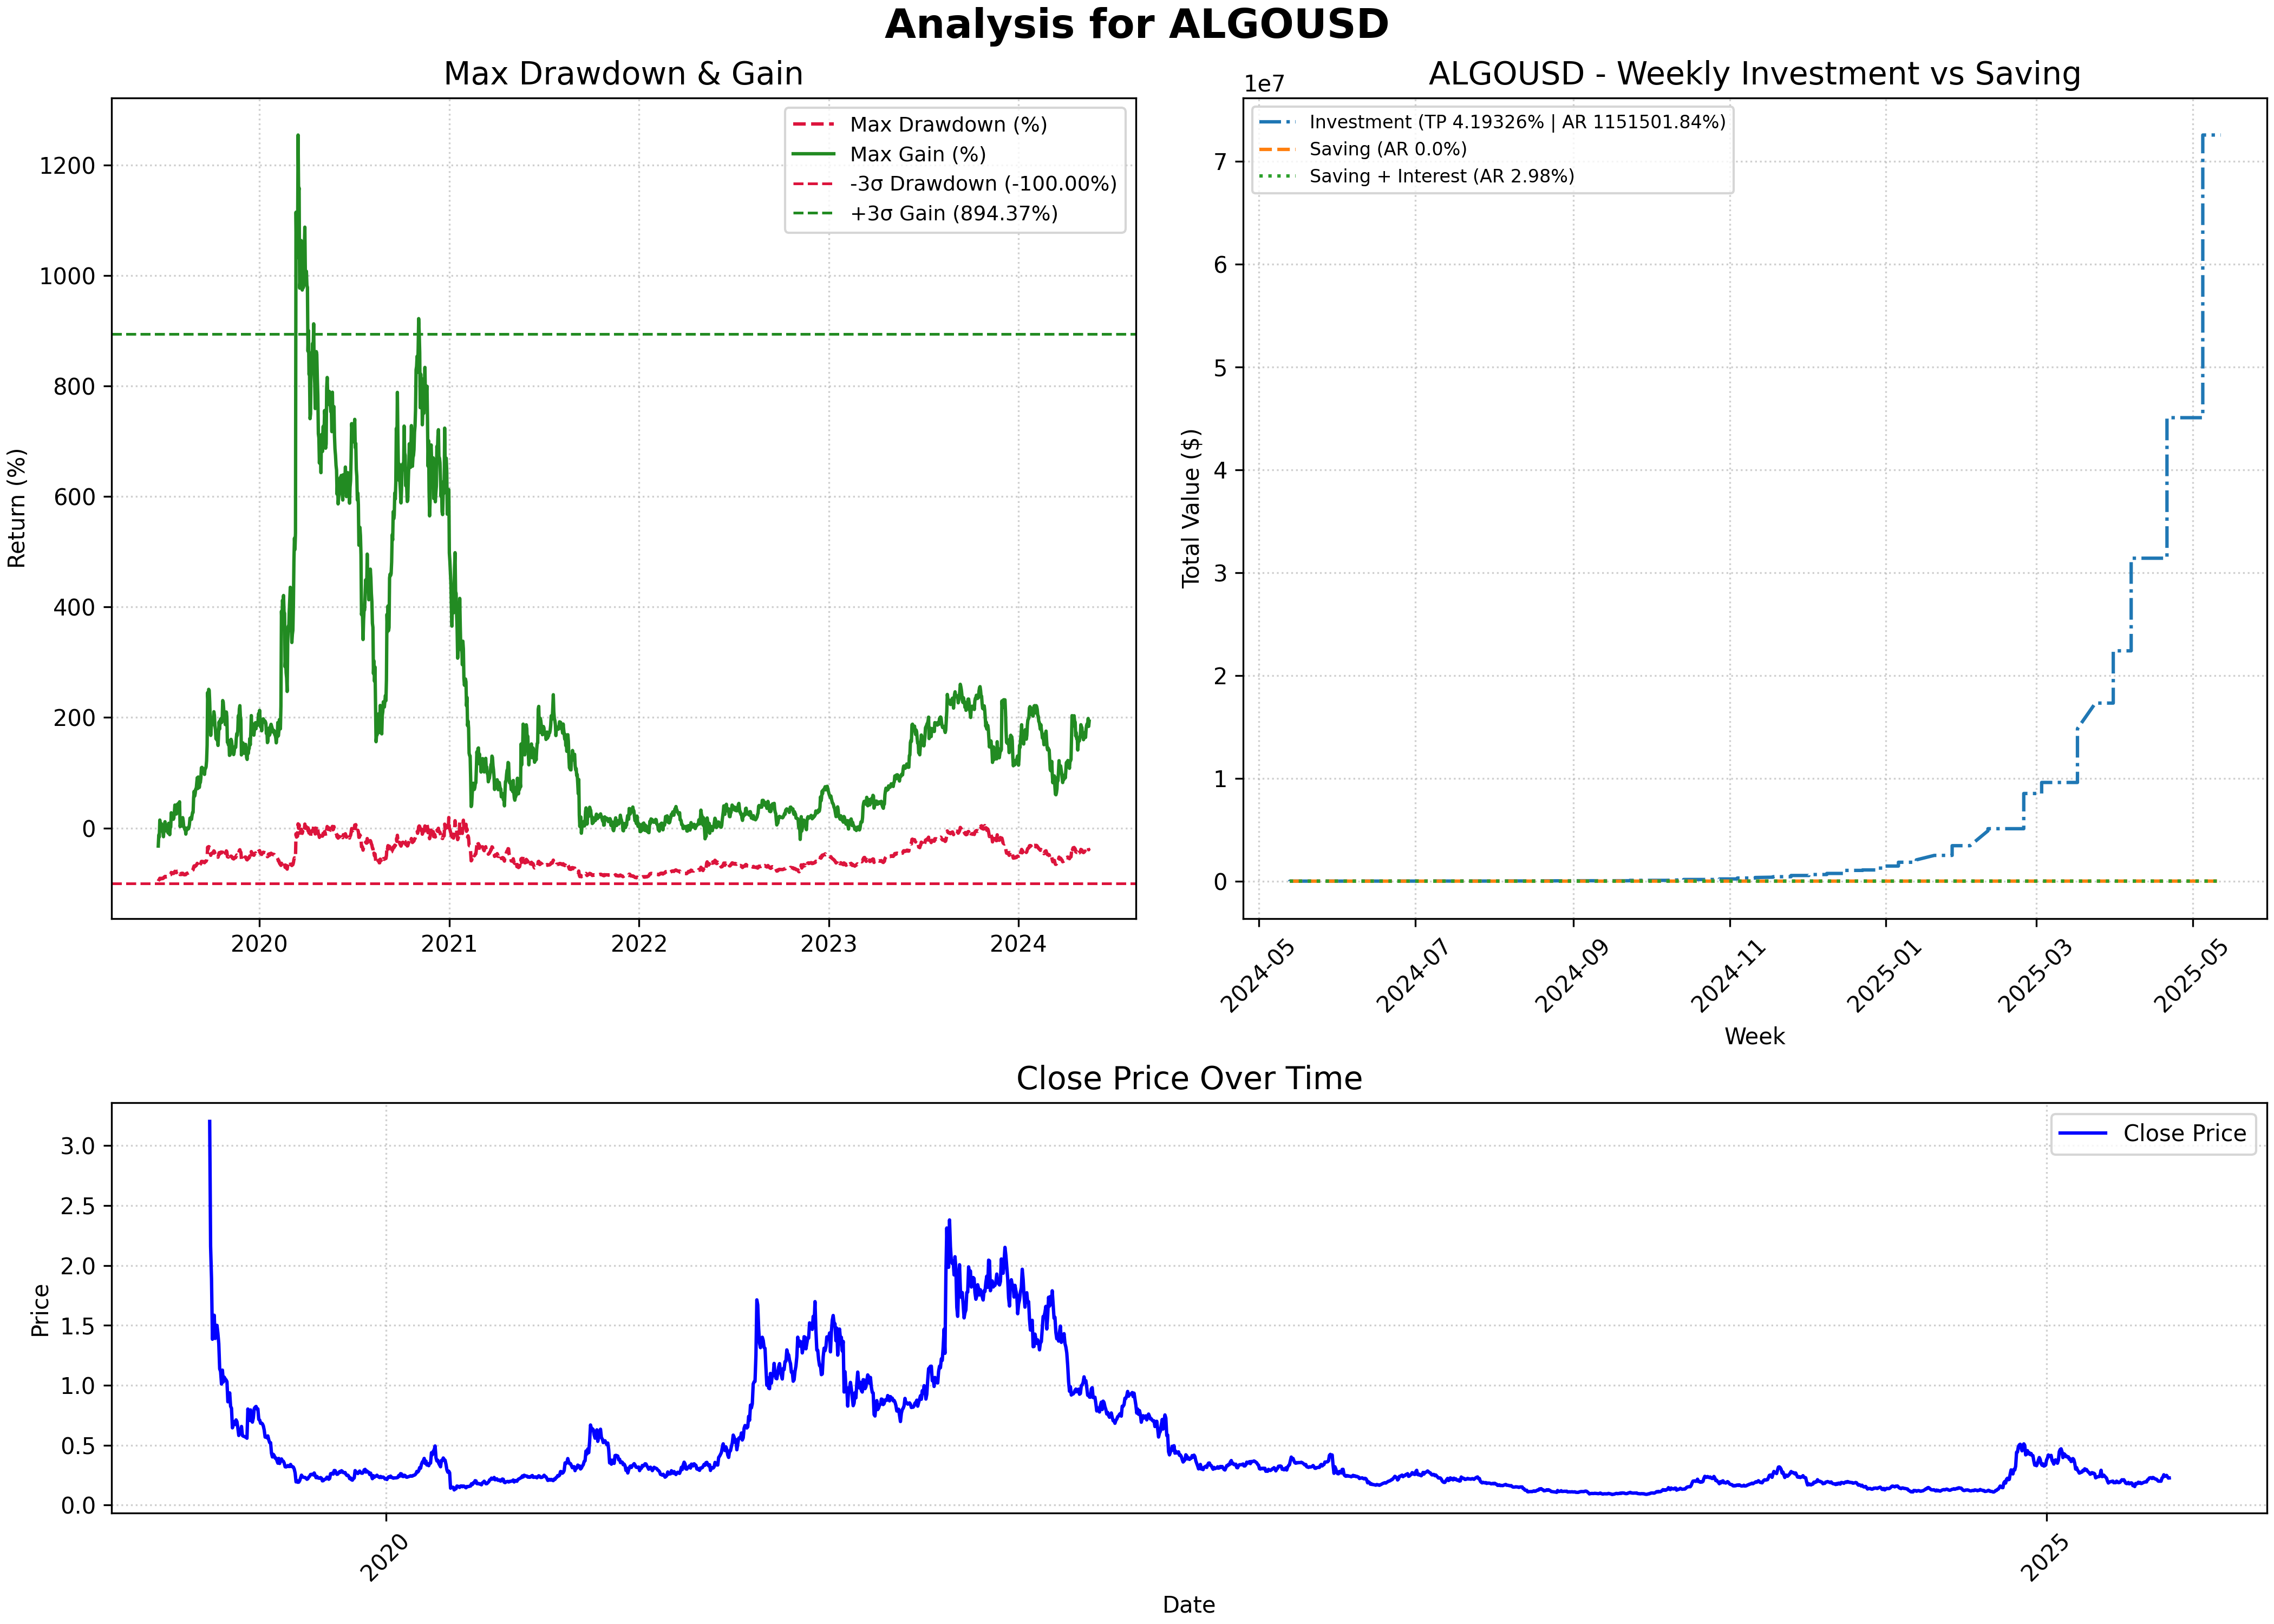 Analysis for ALGOUSD
Max Drawdown & Gain
Return (%)
1200
1000
800
600
400
200
0
2020
2021
2022
2023
2024
Max Drawdown (%)
Max Gain (%)
-3σ Drawdown (-100.00%)
+3σ Gain (894.37%)
ALGOUSD - Weekly Investment vs Saving
1e7
Total Value ($)
7
6
5
4
3
2
1
0
2024-05
2024-07
2024-09
2024-11
2025-01
2025-03
2025-05
Week
Investment (TP 4.19326% | AR 1151501.84%)
Saving (AR 0.0%)
Saving + Interest (AR 2.98%)
Close Price Over Time
Price
3.0
2.5
2.0
1.5
1.0
0.5
0.0
2020
2025
Date
Close Price